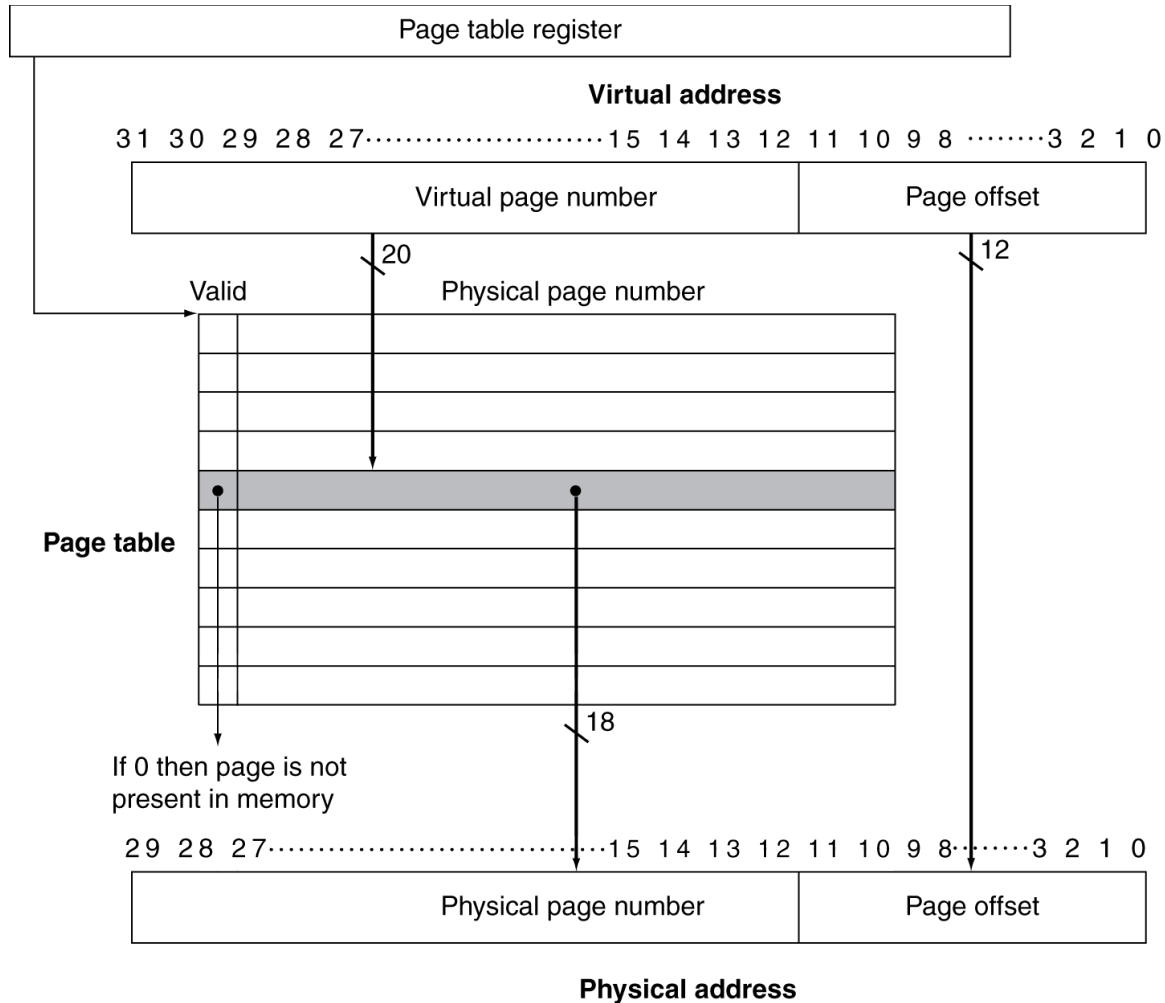 Page table register
Virtual address
31 30 29 28 27······················15 14 13 12 11 10 9 8 ········3 2 1 0
Virtual page number Page offset
20 12
Valid Physical page number
Page table
18
If 0 then page is not
present in memory
29 28 27·······························15 14 13 12 11 10 9 8········3 2 1 0
Physical page number Page offset
Physical address